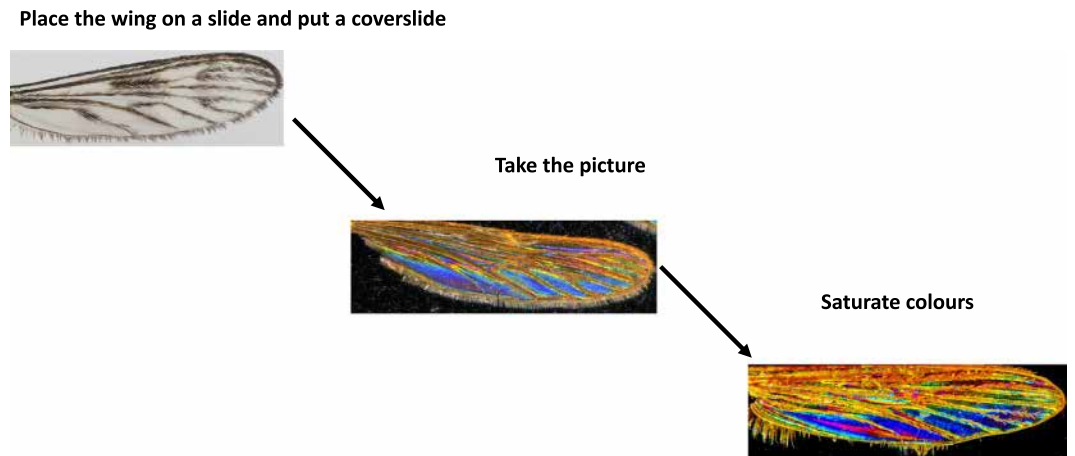 Place the wing on a slide and put a coverslide
Take the picture
Saturate colours